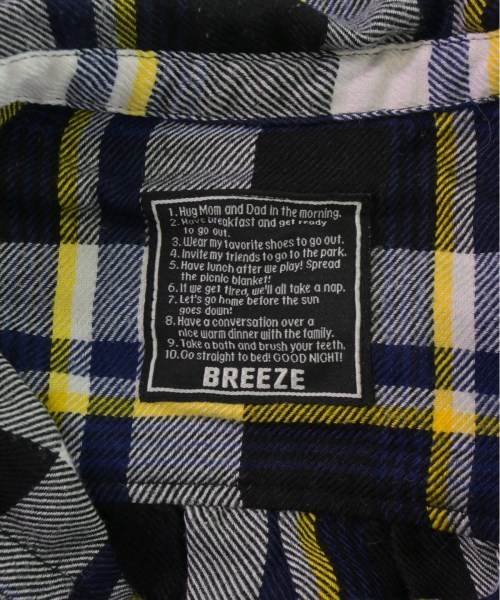 1. Hug Mom and Dad in the morning.
2. Have breakfast and get ready
to go out.
3. Wear my favorite shoes to go out.
4. Invite my friends to go to the park.
5. Have lunch after we play! Spread
the picnic blanket!
6. If we get tired, we'll all take a nap.
7. Let's go home before the sun
goes down!
8. Have a conversation over a
nice warm dinner with the family.
9. Take a bath and brush your teeth.
10. Go straight to bed! GOOD NIGHT!
BREEZE